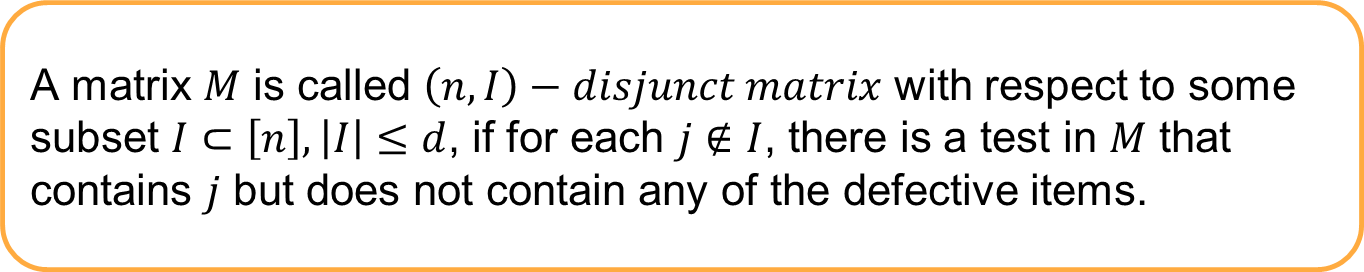 A matrix 𝑀 is called (𝑛, 𝐼) − 𝑑𝑖𝑠𝑗𝑢𝑛𝑐𝑡 𝑚𝑎𝑡𝑟𝑖𝑥 with respect to some
subset 𝐼 ⊂ [𝑛], |𝐼| ≤ 𝑑, if for each 𝑗 ∉ 𝐼, there is a test in 𝑀 that
contains 𝑗 but does not contain any of the defective items.